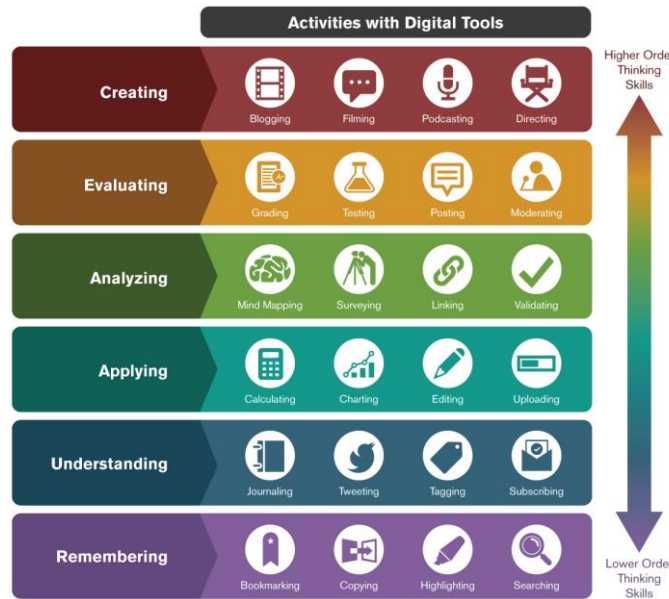 Activities with Digital Tools
Creating
Blogging Filming Podcasting Directing
Evaluating
A+
Grading Testing Posting Moderating
Analyzing
Mind Mapping Surveying Linking Validating
Applying
Calculating Charting Editing Uploading
Understanding
Journaling Tweeting Tagging Subscribing
Remembering
Bookmarking Copying Highlighting Searching
Higher Orde
Thinking
Skills
Lower Orde
Thinking
Skills